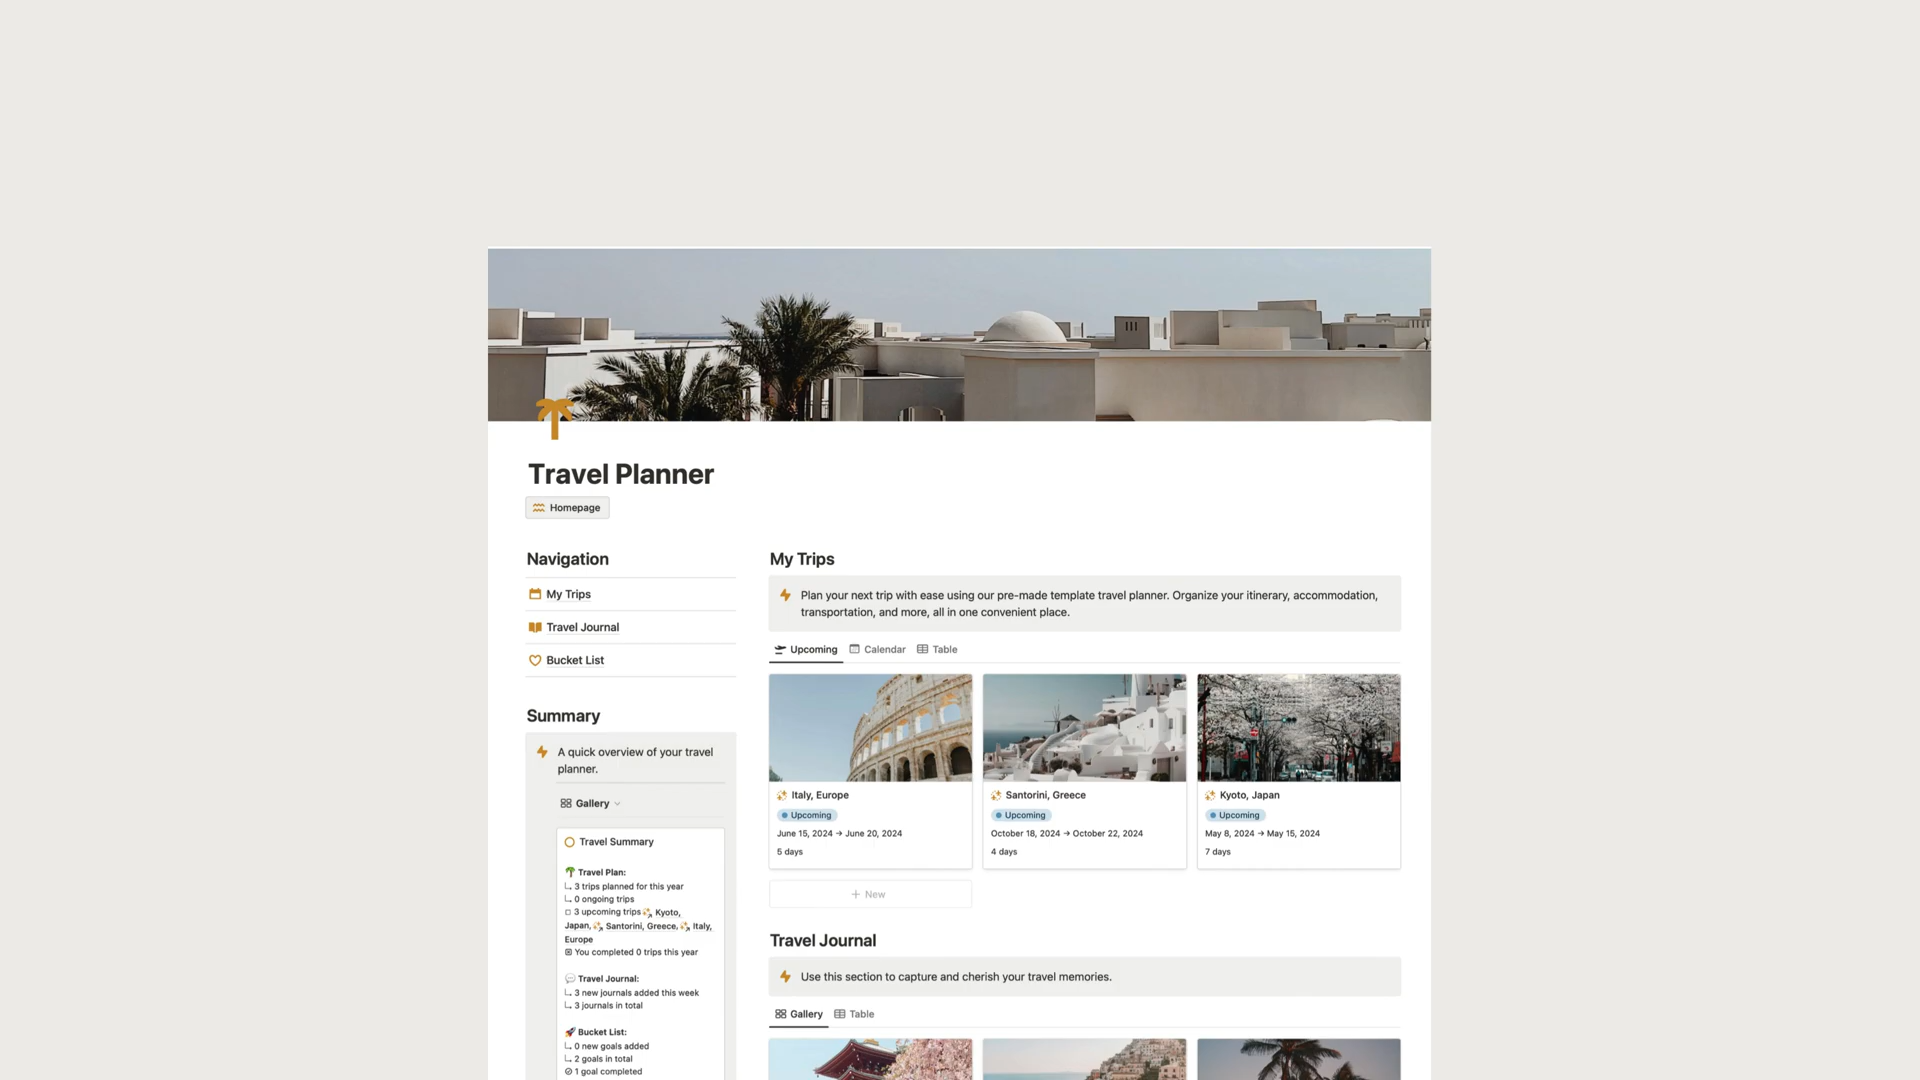 Travel Planner
Homepage
Navigation
My Trips
Travel Journal
Bucket List
Summary
A quick overview of your travel
planner.
Gallery
Travel Summary
Travel Plan:
3 trips planned for this year
0 ongoing trips
3 upcoming trips Kyoto,
Japan, Santorini, Greece, Italy,
Europe
You completed 0 trips this year
Travel Journal:
3 new journals added this week
3 journals in total
Bucket List:
0 new goals added
2 goals in total
1 goal completed
My Trips
Plan your next trip with ease using our pre-made template travel planner. Organize your itinerary, accommodation,
transportation, and more, all in one convenient place.
Upcoming Calendar Table
Italy, Europe
Upcoming
June 15, 2024 → June 20, 2024
5 days
Santorini, Greece
Upcoming
October 18, 2024 → October 22, 2024
4 days
Kyoto, Japan
Upcoming
May 8, 2024 → May 15, 2024
7 days
+ New
Travel Journal
Use this section to capture and cherish your travel memories.
Gallery Table